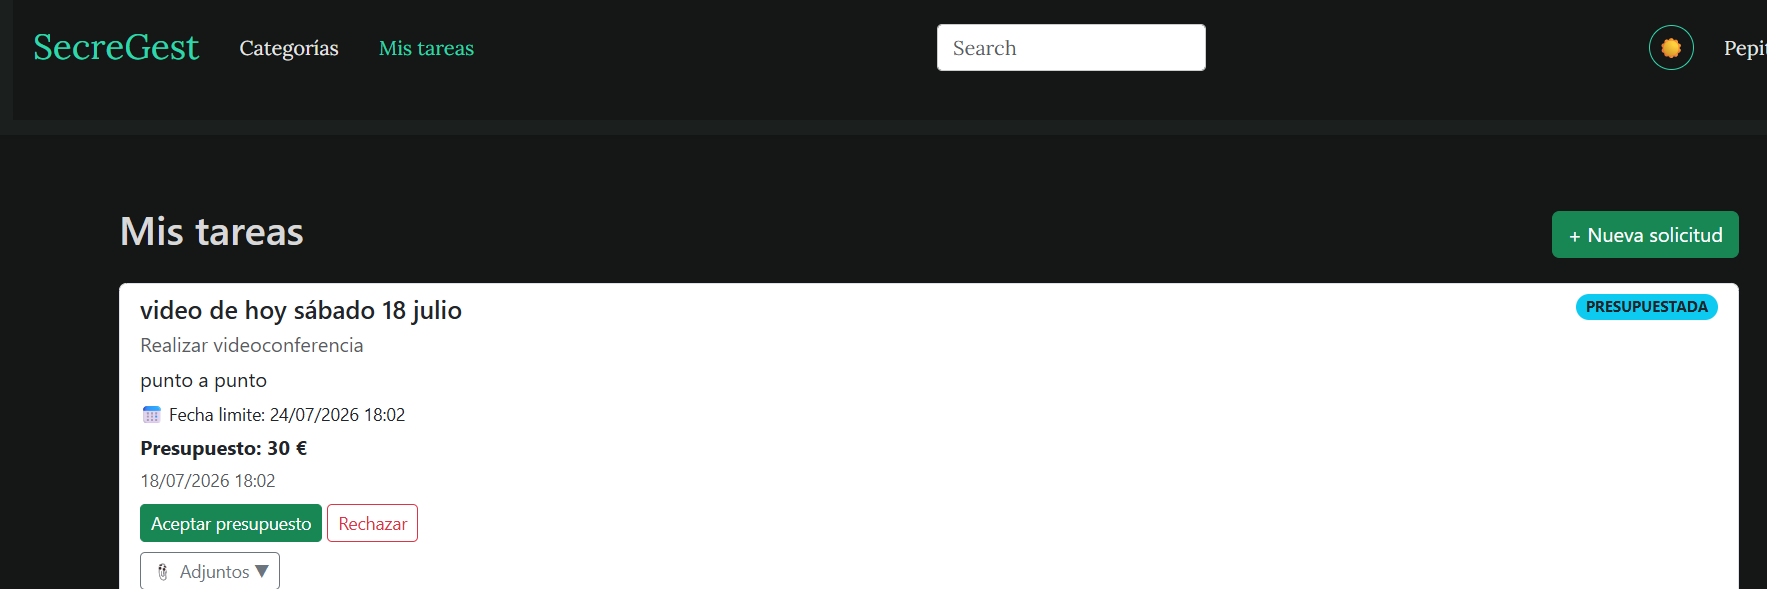 SecreGest Categorías Mis tareas Search
Mis tareas
+ Nueva solicitud
video de hoy sábado 18 julio
PRESUPUESTADA
Realizar videoconferencia
punto a punto
Fecha limite: 24/07/2026 18:02
Presupuesto: 30 €
18/07/2026 18:02
Aceptar presupuesto Rechazar
Adjuntos ▼